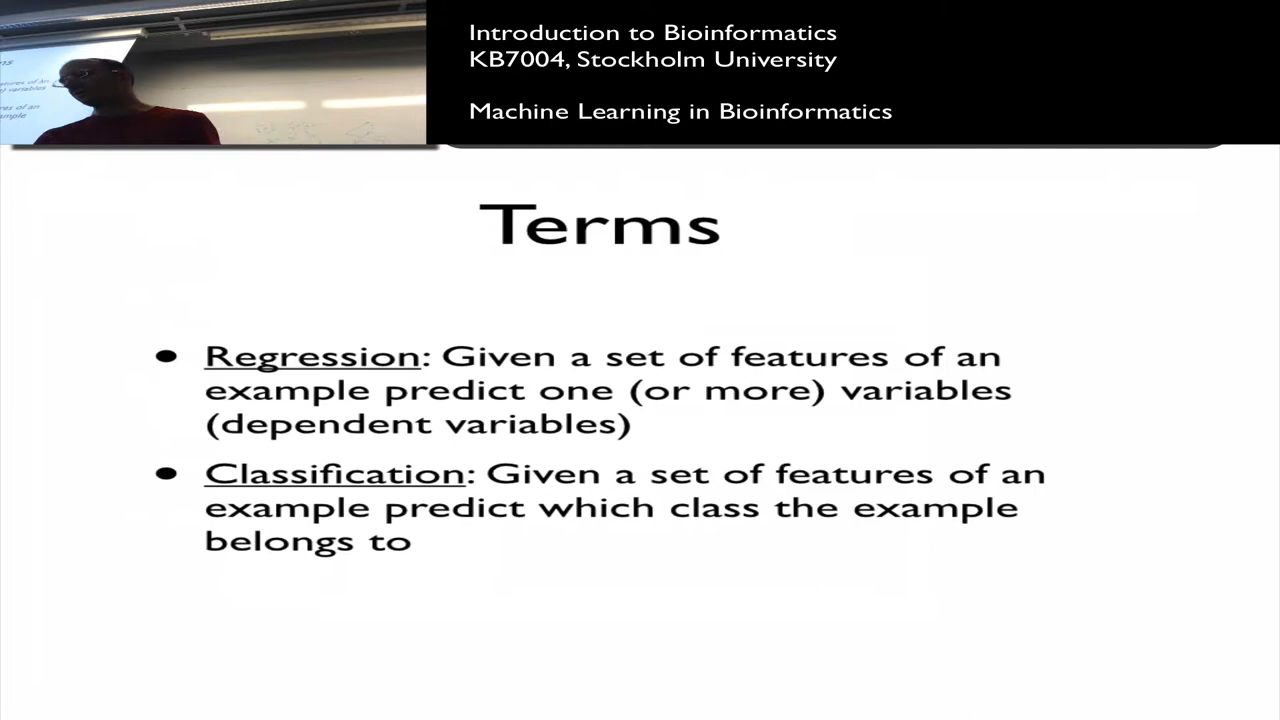 Introduction to Bioinformatics
KB7004, Stockholm University
Machine Learning in Bioinformatics
Terms
• Regression: Given a set of features of an
example predict one (or more) variables
(dependent variables)
• Classification: Given a set of features of an
example predict which class the example
belongs to